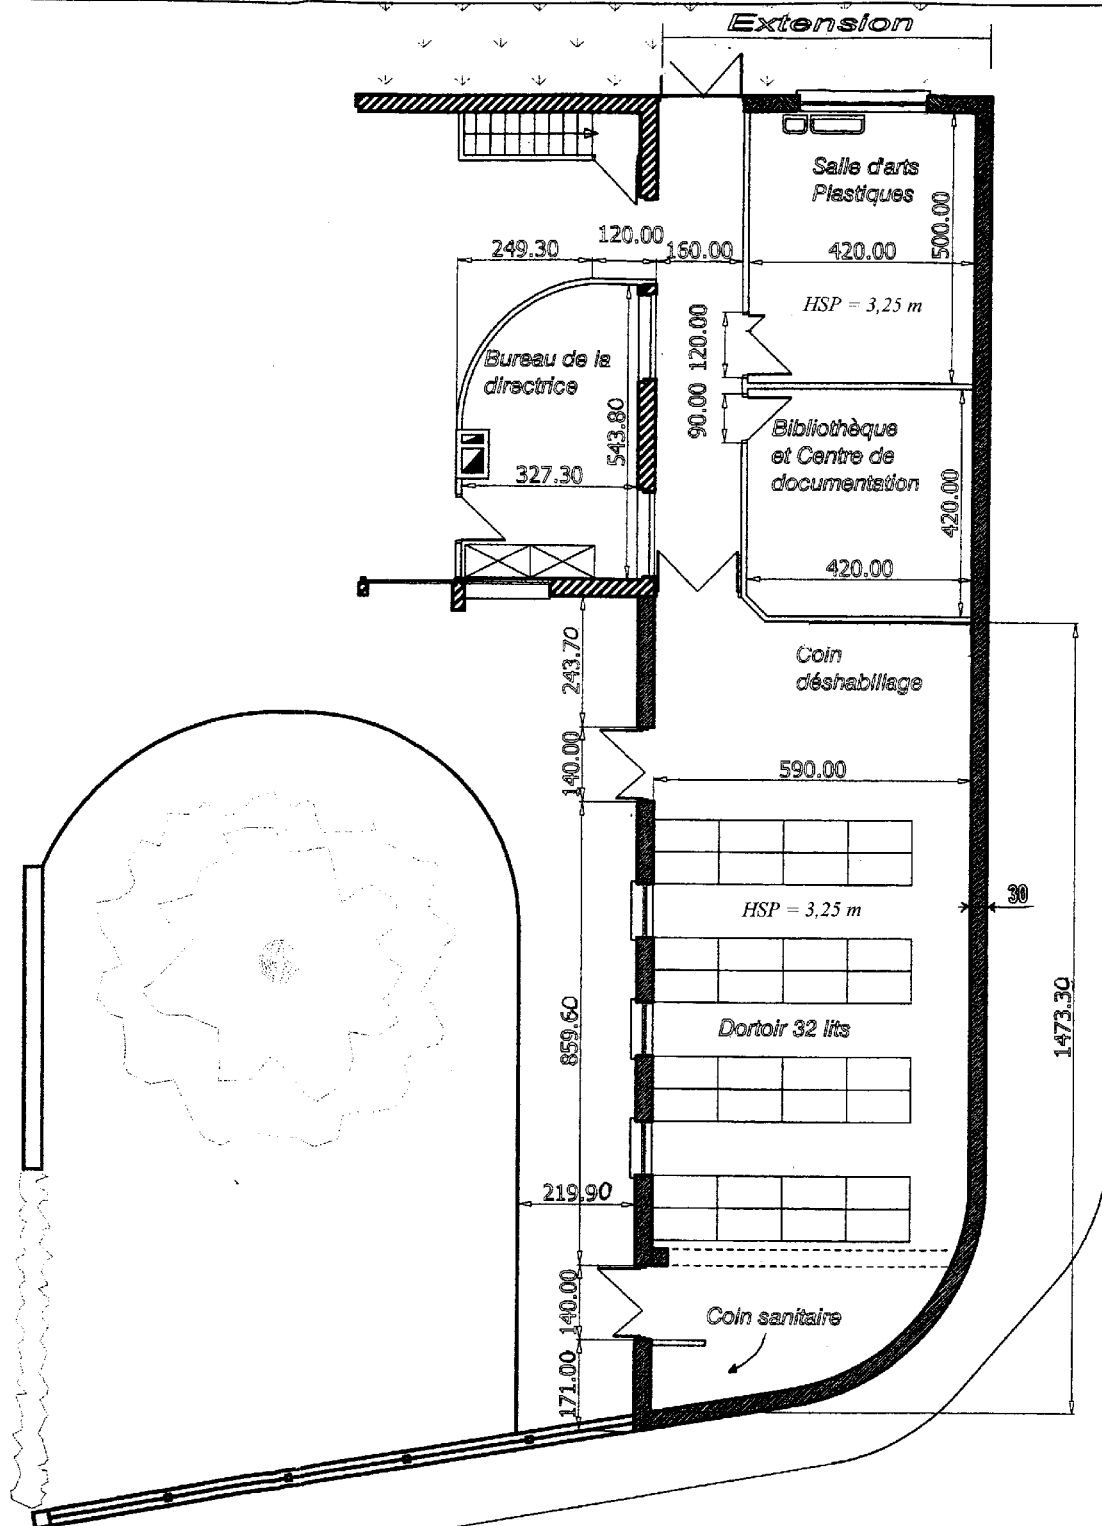 Extension
Salle d'arts
Plastiques
500.00
120.00
249.30
160.00
420.00
HSP = 3,25 m
120.00
Bureau de la
directrice
90.00
543.80
Bibliothèque
et Centre de
documentation
327.30
420.00
420.00
243.70
Coin
déshabillage
140.00
590.00
30
HSP = 3,25 m
859.60
Dortoir 32 lits
1473.30
219.90
140.00
Coin sanitaire
171.00